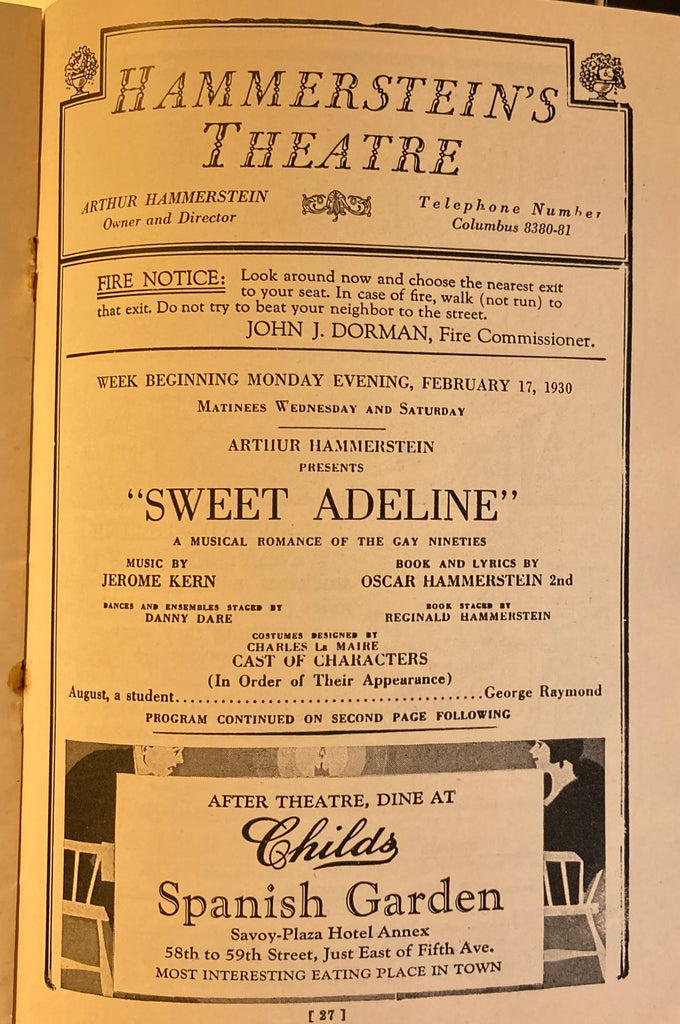 HAMMERSTEIN'S
THEATRE
ARTHUR HAMMERSTEIN
Owner and Director
Telephone Number
Columbus 8380-81
FIRE NOTICE: Look around now and choose the nearest exit
to your seat. In case of fire, walk (not run) to
that exit. Do not try to beat your neighbor to the street.
JOHN J. DORMAN, Fire Commissioner.
WEEK BEGINNING MONDAY EVENING, FEBRUARY 17, 1930
MATINEES WEDNESDAY AND SATURDAY
ARTHUR HAMMERSTEIN
PRESENTS
"SWEET ADELINE"
A MUSICAL ROMANCE OF THE GAY NINETIES
MUSIC BY
JEROME KERN
BOOK AND LYRICS BY
OSCAR HAMMERSTEIN 2nd
DANCES AND ENSEMBLES STAGED BY
DANNY DARE
BOOK STAGED BY
REGINALD HAMMERSTEIN
COSTUMES DESIGNED BY
CHARLES LE MAIRE
CAST OF CHARACTERS
(In Order of Their Appearance)
August, a student..........................................George Raymond
PROGRAM CONTINUED ON SECOND PAGE FOLLOWING
AFTER THEATRE, DINE AT
Childs
Spanish Garden
Savoy-Plaza Hotel Annex
58th to 59th Street, Just East of Fifth Ave.
MOST INTERESTING EATING PLACE IN TOWN
[ 27 ]